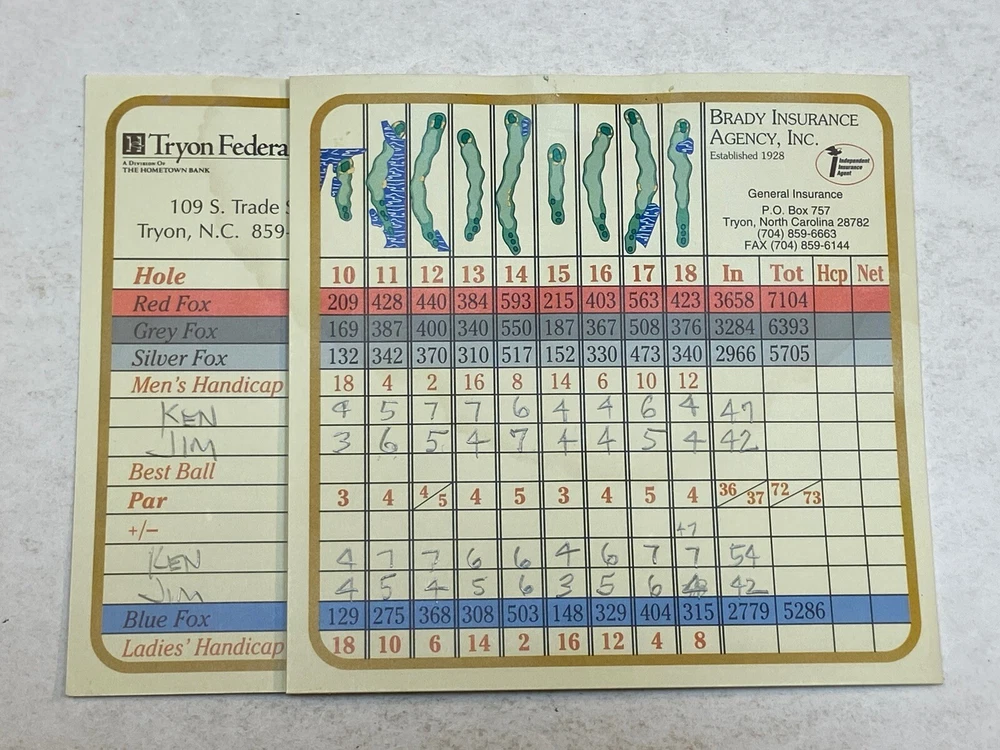 Tryon Federa
A DIVISION OF
THE HOMETOWN BANK
109 S. Trade S
Tryon, N.C. 859-
BRADY INSURANCE
AGENCY, INC.
Established 1928
Independent
Insurance
Agent
General Insurance
P.O. Box 757
Tryon, North Carolina 28782
(704) 859-6663
FAX (704) 859-6144
Hole 10 11 12 13 14 15 16 17 18 In Tot Hcp Net
Red Fox 209 428 440 384 593 215 403 563 423 3658 7104
Grey Fox 169 387 400 340 550 187 367 508 376 3284 6393
Silver Fox 132 342 370 310 517 152 330 473 340 2966 5705
Men's Handicap 18 4 2 16 8 14 6 10 12
KEN 4 5 7 7 6 4 4 6 4 47
JIM 3 6 5 4 7 4 4 5 4 42
Best Ball
Par 3 4 4/5 4 5 3 4 5 4 36/37 72/73
+/- 47
KEN 4 7 7 6 6 4 6 7 7 54
JIM 4 5 4 5 6 3 5 6 42
Blue Fox 129 275 368 308 503 148 329 404 315 2779 5286
Ladies' Handicap 18 10 6 14 2 16 12 4 8